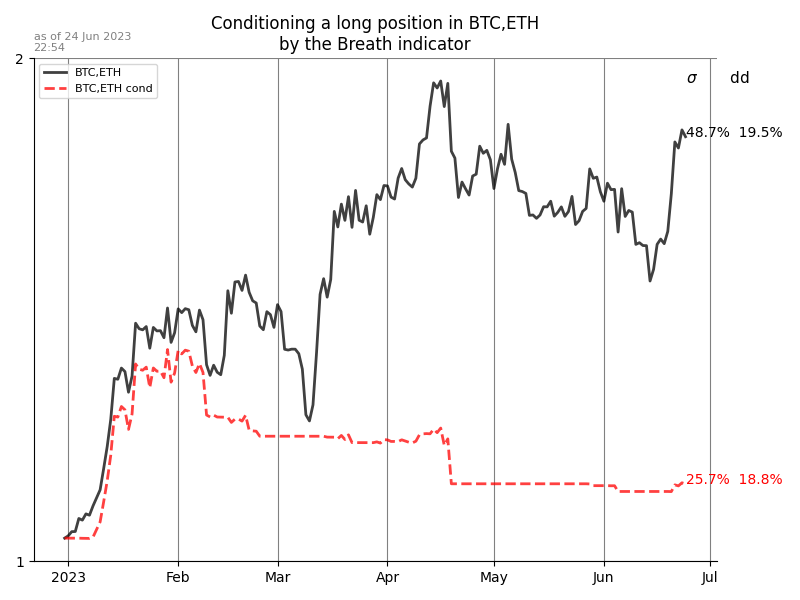 Conditioning a long position in BTC,ETH
by the Breath indicator
as of 24 Jun 2023
22:54
2
BTC,ETH
BTC,ETH cond
σ dd
48.7% 19.5%
25.7% 18.8%
1
2023 Feb Mar Apr May Jun Jul